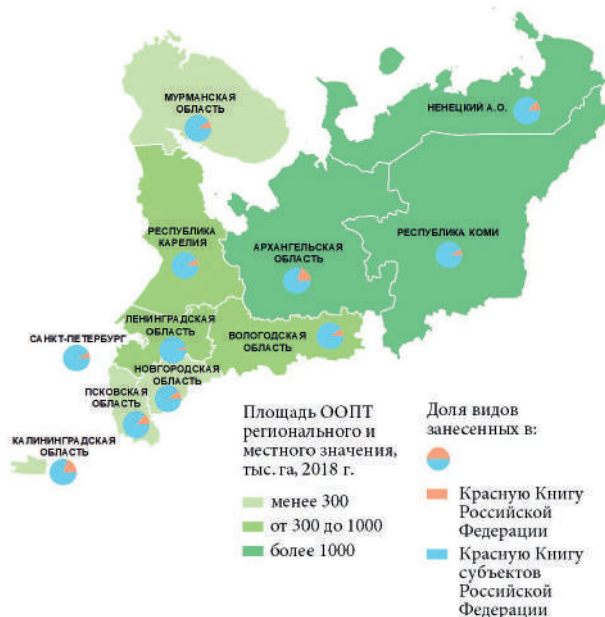 МУРМАНСКАЯ
ОБЛАСТЬ
НЕНЕЦКИЙ А.О.
РЕСПУБЛИКА
КАРЕЛИЯ
АРХАНГЕЛЬСКАЯ
ОБЛАСТЬ
РЕСПУБЛИКА КОМИ
ЛЕНИНГРАДСКАЯ
ОБЛАСТЬ
ВОЛОГОДСКАЯ
ОБЛАСТЬ
САНКТ-ПЕТЕРБУРГ
НОВГОРОДСКАЯ
ОБЛАСТЬ
ПСКОВСКАЯ
ОБЛАСТЬ
КАЛИНИНГРАДСКАЯ
ОБЛАСТЬ
Площадь ООПТ
регионального и
местного значения,
тыс. га, 2018 г.
менее 300
от 300 до 1000
более 1000
Доля видов
занесенных в:
Красную Книгу
Российской
Федерации
Красную Книгу
субъектов
Российской
Федерации